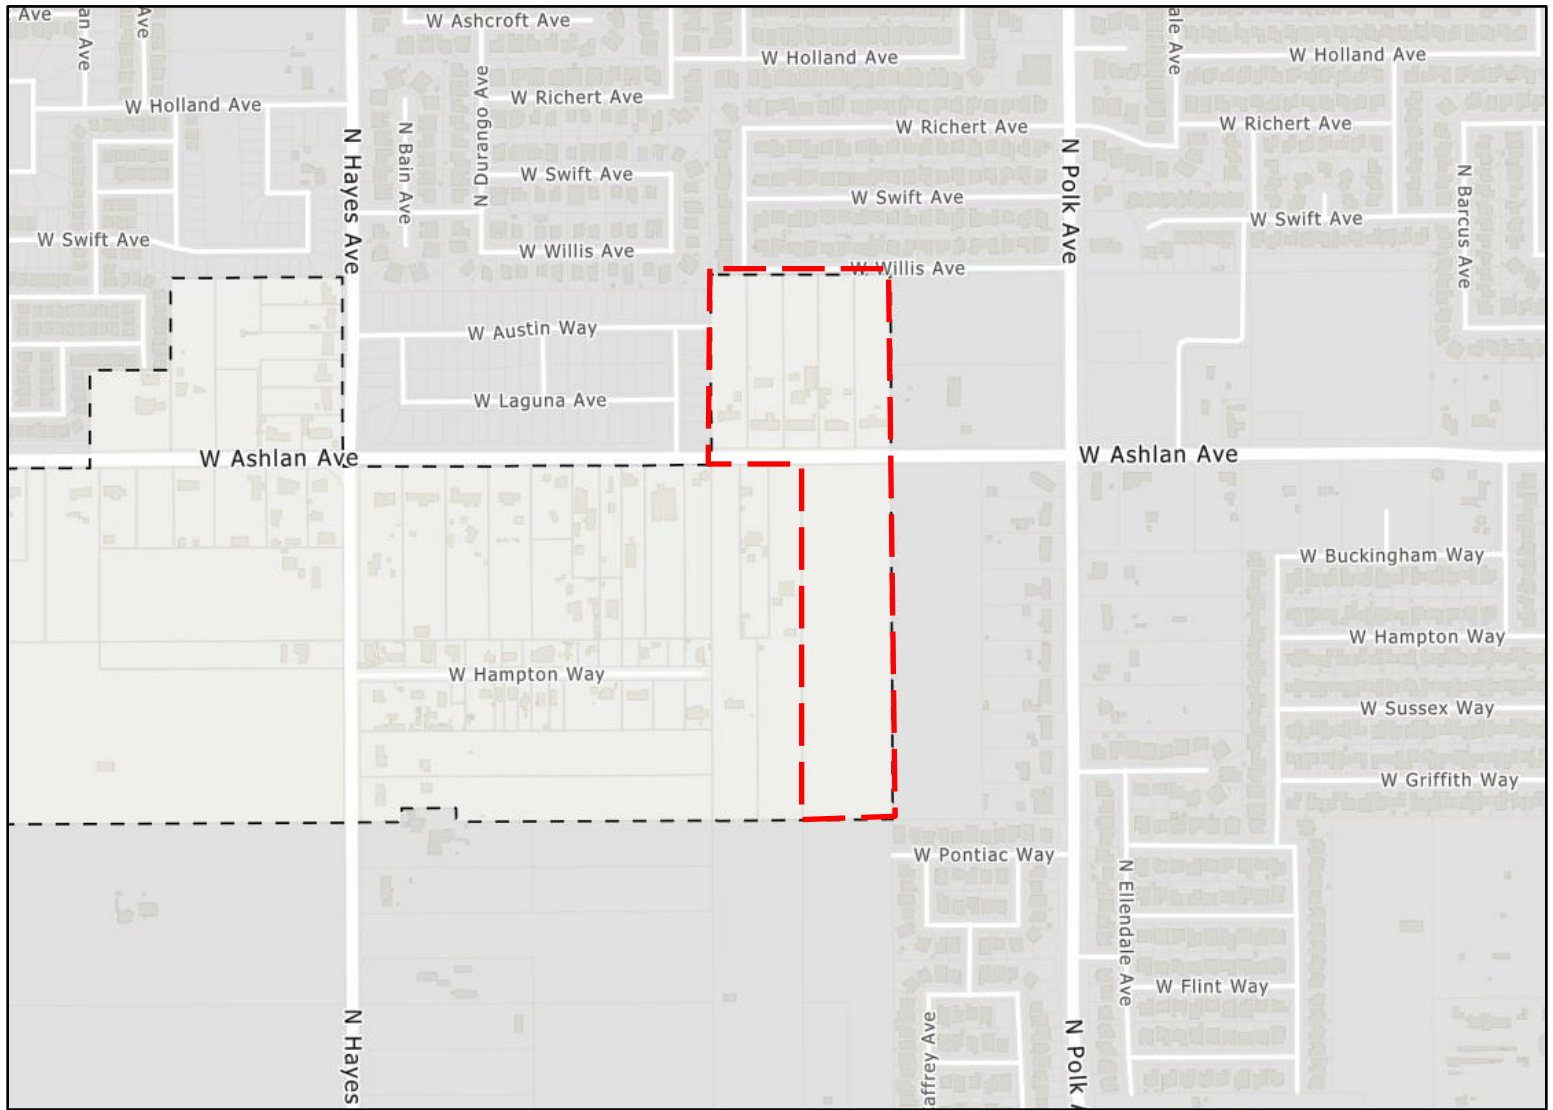 Ave
an Ave
Ave
W Ashcroft Ave
W Holland Ave
ale Ave
W Holland Ave
W Holland Ave
N Durango Ave
W Richert Ave
W Richert Ave
W Richert Ave
N Hayes Ave
N Bain Ave
N Polk Ave
W Swift Ave
W Swift Ave
N Barcus Ave
W Swift Ave
W Swift Ave
W Willis Ave
W Willis Ave
W Austin Way
W Laguna Ave
W Ashlan Ave
W Ashlan Ave
W Buckingham Way
W Hampton Way
W Hampton Way
W Sussex Way
W Griffith Way
W Pontiac Way
N Ellendale Ave
W Flint Way
N Hayes
affrey Ave
N Polk A